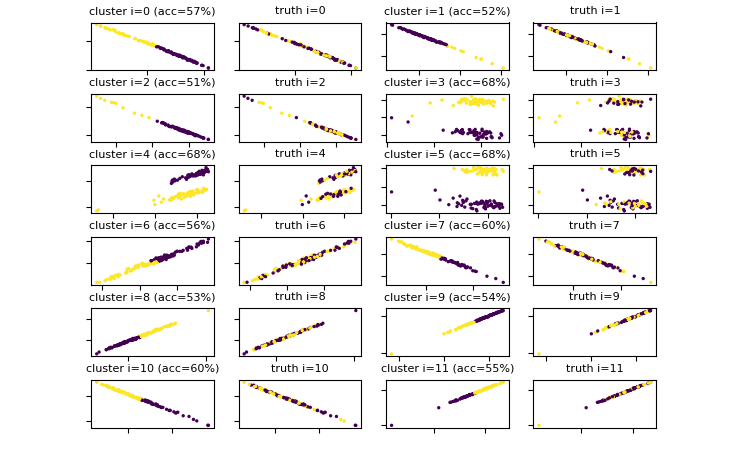 cluster i=0 (acc=57%) truth i=0 cluster i=1 (acc=52%) truth i=1
cluster i=2 (acc=51%) truth i=2 cluster i=3 (acc=68%) truth i=3
cluster i=4 (acc=68%) truth i=4 cluster i=5 (acc=68%) truth i=5
cluster i=6 (acc=56%) truth i=6 cluster i=7 (acc=60%) truth i=7
cluster i=8 (acc=53%) truth i=8 cluster i=9 (acc=54%) truth i=9
cluster i=10 (acc=60%) truth i=10 cluster i=11 (acc=55%) truth i=11